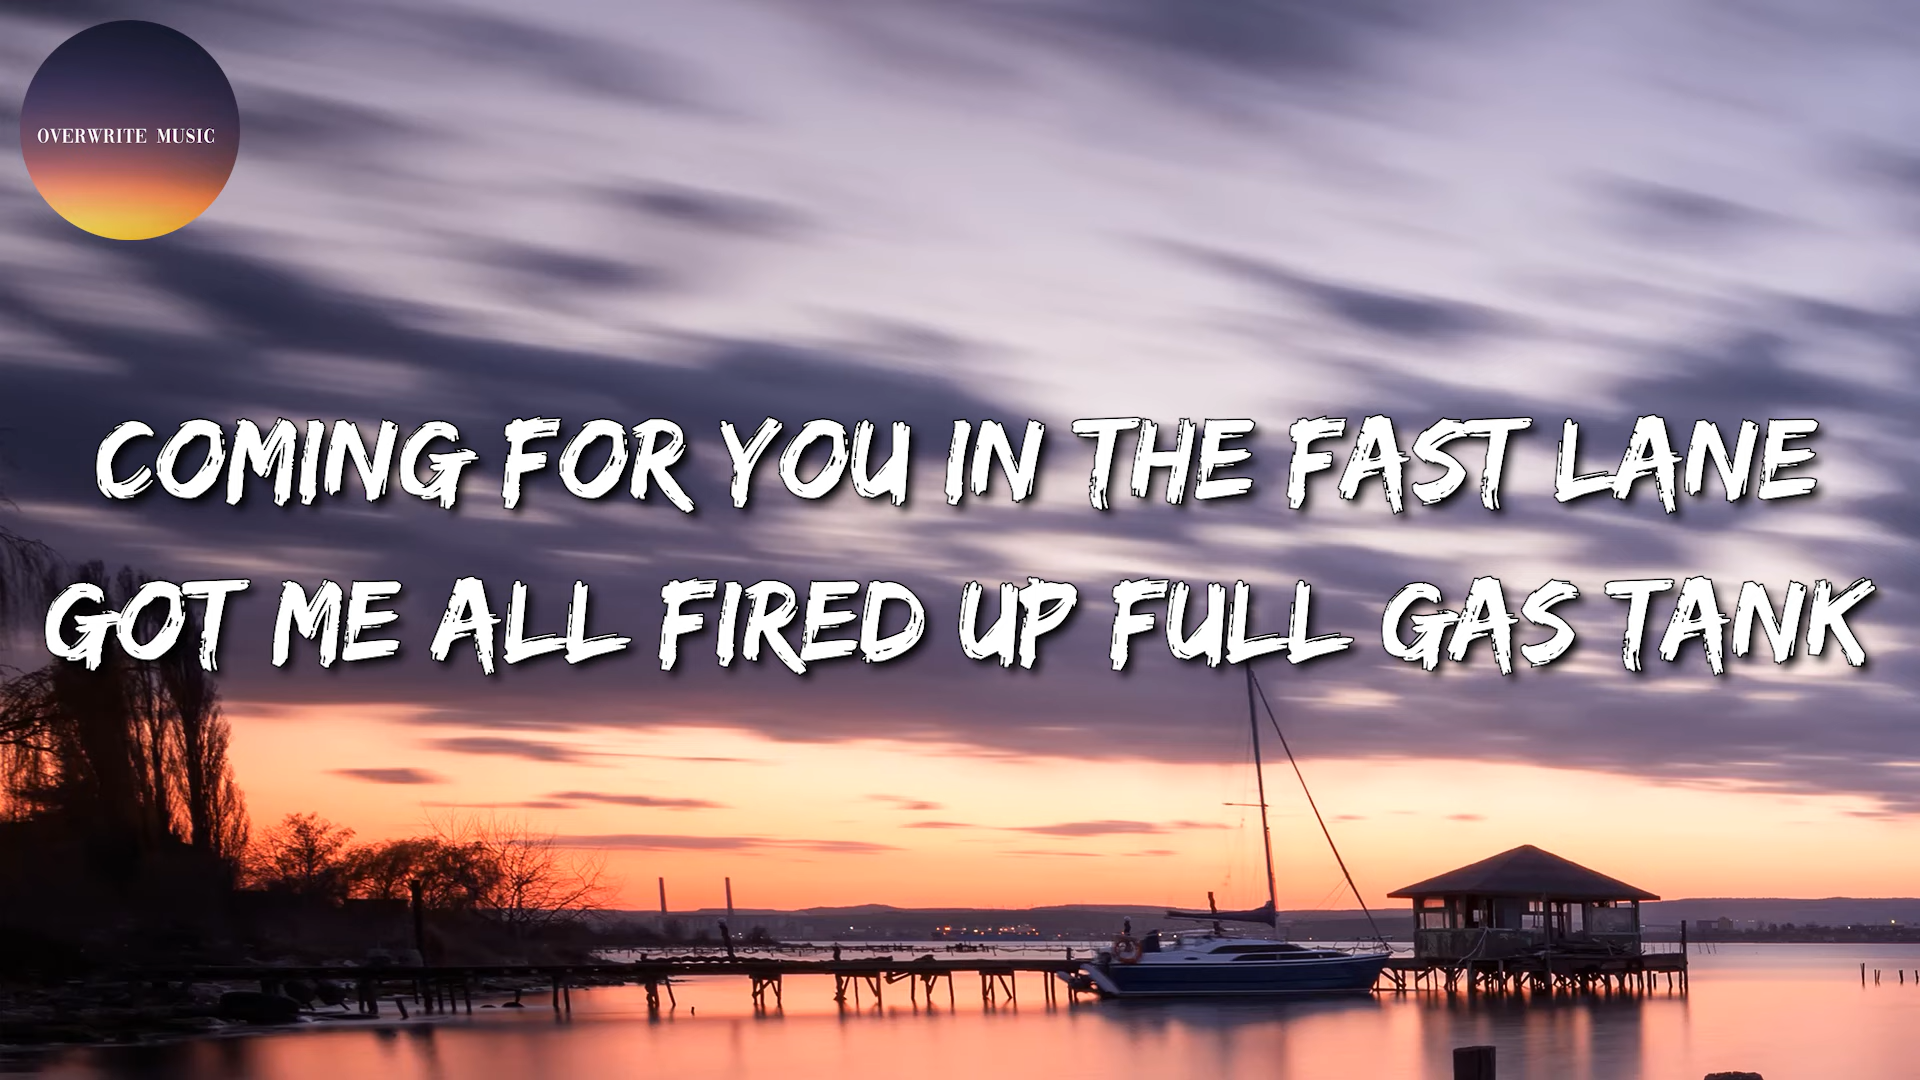 OVERWRITE MUSIC
COMING FOR YOU IN THE FAST LANE
GOT ME ALL FIRED UP FULL GAS TANK